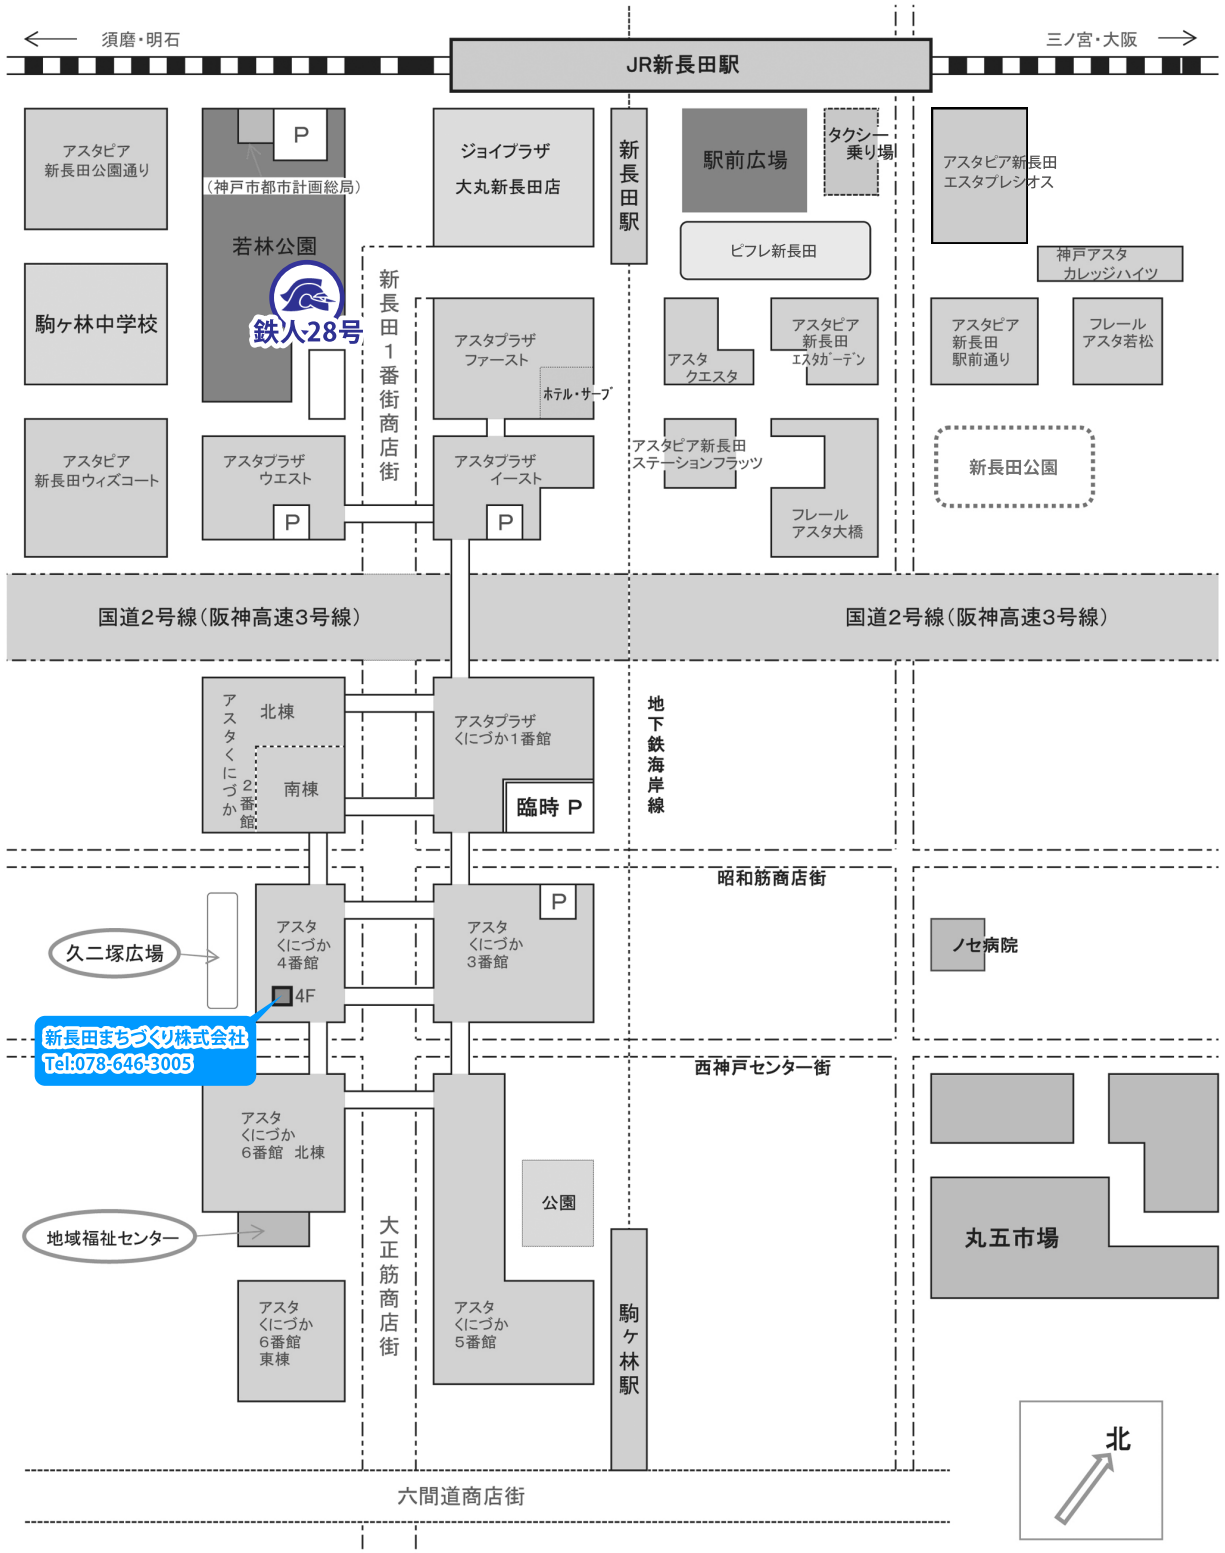 須磨・明石
三ノ宮・大阪
JR新長田駅
アスタピア
新長田公園通り
P
(神戸市都市計画総局)
若林公園
鉄人28号
ジョイプラザ
大丸新長田店
新長田駅
駅前広場
タクシー
乗り場
アスタピア新長田
エスタプレシオス
ピフレ新長田
神戸アスタ
カレッジハイツ
駒ヶ林中学校
新長田1番街商店街
アスタプラザ
ファースト
ホテル・サーブ
アスタ
クエスタ
アスタピア
新長田
エスタガーデン
アスタピア
新長田
駅前通り
フレール
アスタ若松
アスタピア
新長田ウィズコート
アスタプラザ
ウエスト
P
アスタプラザ
イースト
P
アスタピア新長田
ステーションフラッツ
フレール
アスタ大橋
新長田公園
国道2号線(阪神高速3号線)
国道2号線(阪神高速3号線)
アスタくにづか
2番館
北棟
南棟
アスタプラザ
くにづか1番館
臨時 P
地下鉄海岸線
昭和筋商店街
久二塚広場
アスタ
くにづか
4番館
4F
アスタ
くにづか
3番館
P
ノセ病院
新長田まちづくり株式会社
Tel:078-646-3005
西神戸センター街
アスタ
くにづか
6番館 北棟
地域福祉センター
大正筋商店街
公園
丸五市場
アスタ
くにづか
6番館
東棟
アスタ
くにづか
5番館
駒ヶ林駅
北
六間道商店街